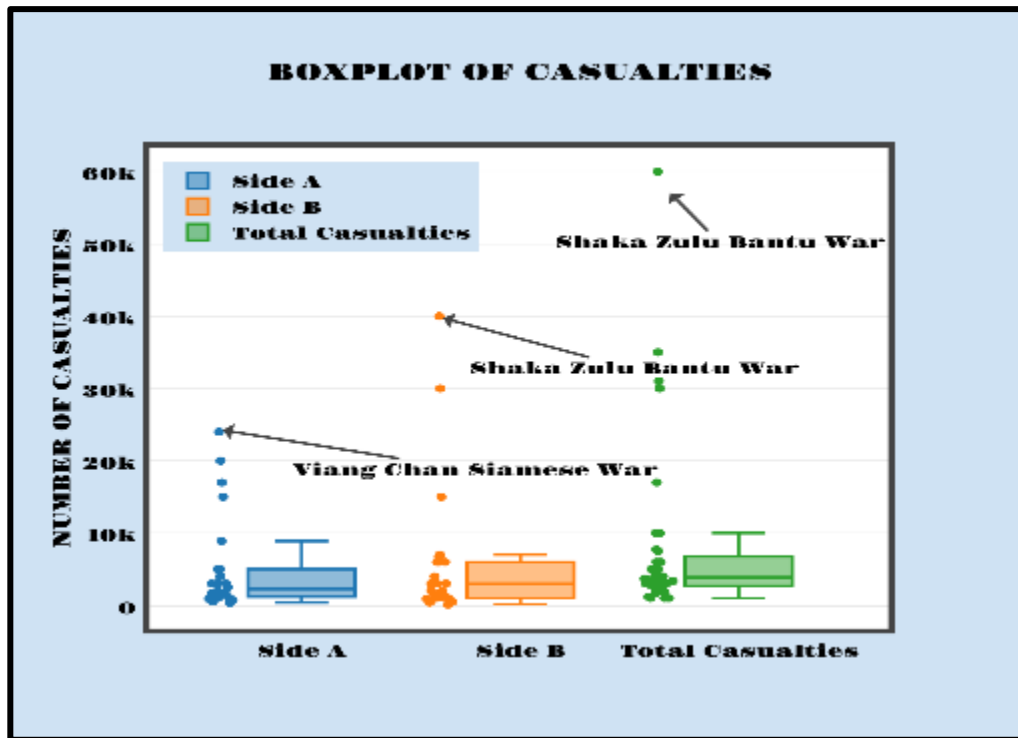 BOXPLOT OF CASUALTIES
NUMBER OF CASUALTIES
60k
50k
40k
30k
20k
10k
0
Side A
Side B
Total Casualties
Shaka Zulu Bantu War
Shaka Zulu Bantu War
Viang Chan Siamese War
Side A
Side B
Total Casualties